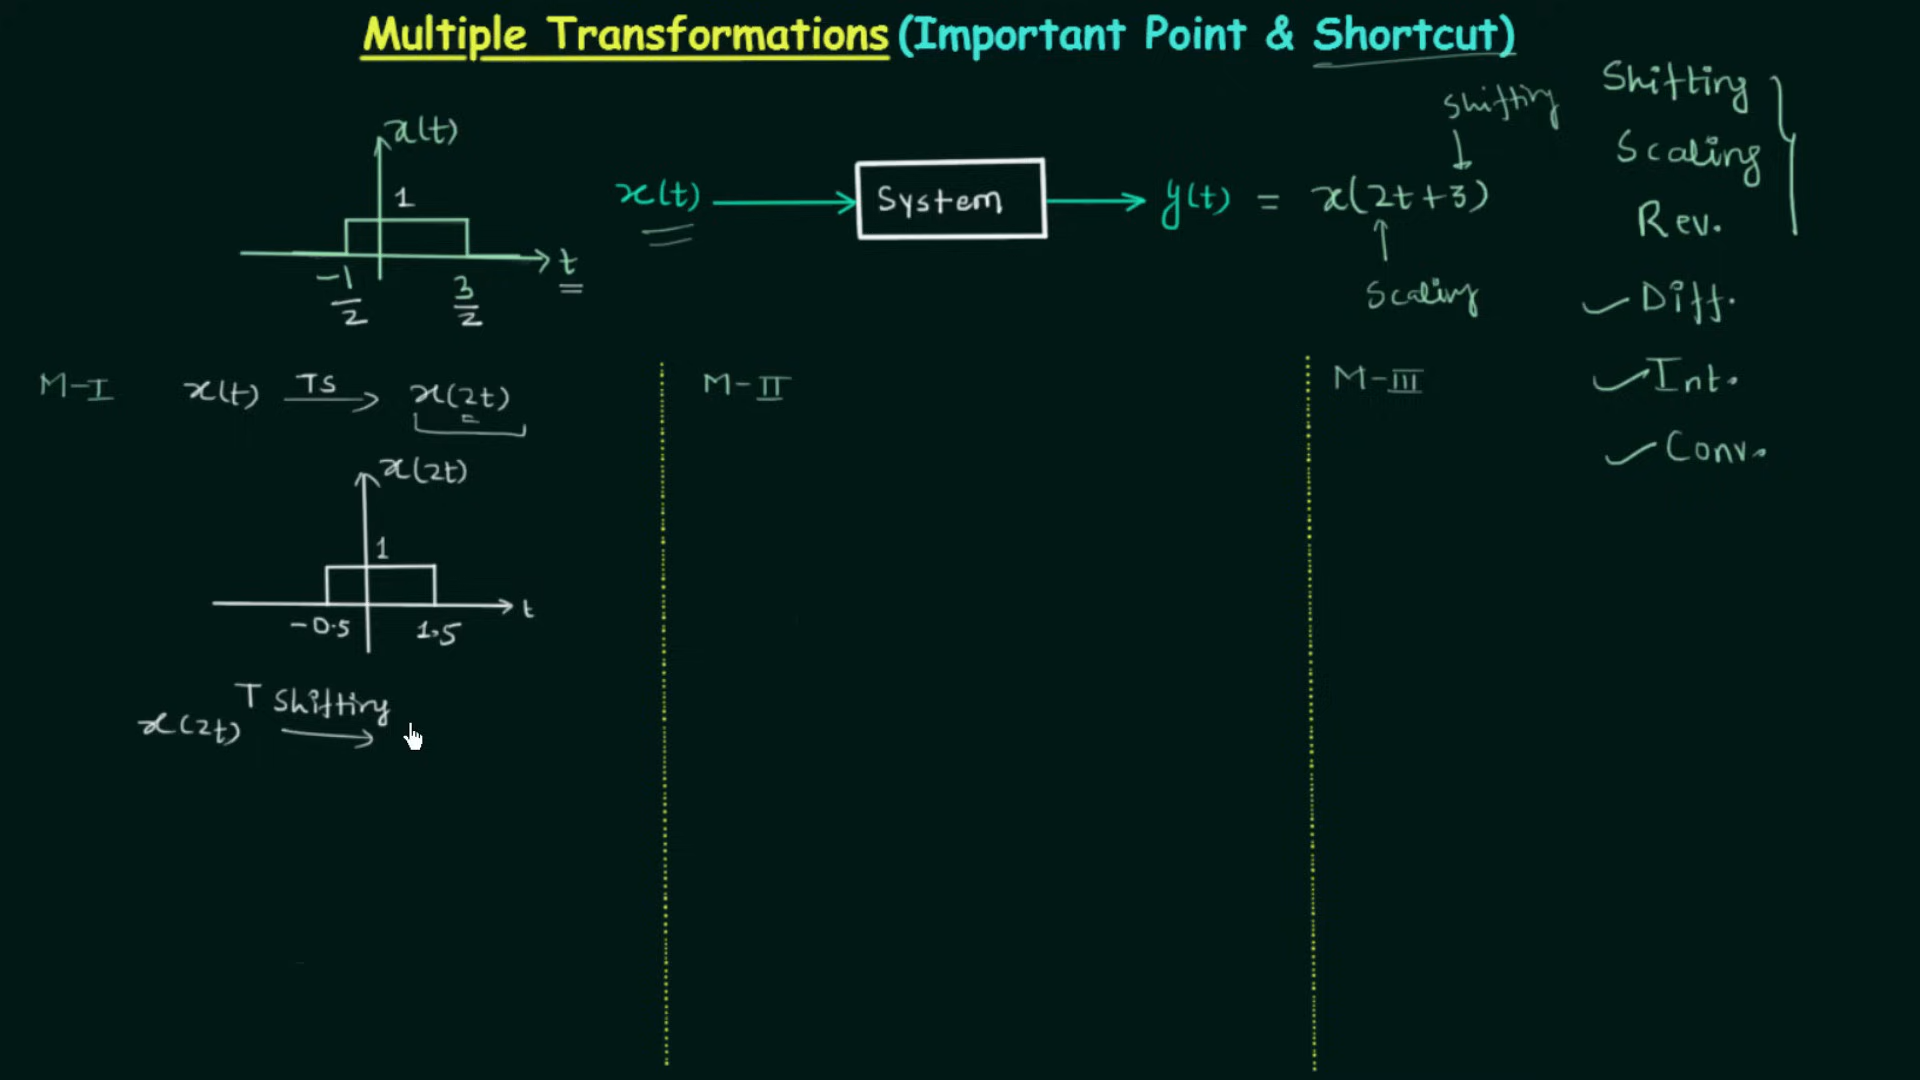 Multiple Transformations (Important Point & Shortcut)
x(t)
1
-1/2
3/2
t
x(t) → System → y(t) = x(2t+3)
Shifting
Scaling
Shifting
Scaling
Rev.
✓ Diff.
✓ Int.
✓ Conv.
M-I x(t) TS→ x(2t)
x(2t)
1
-0.5
1.5
t
x(2t) T Shifting→
M-II
M-III